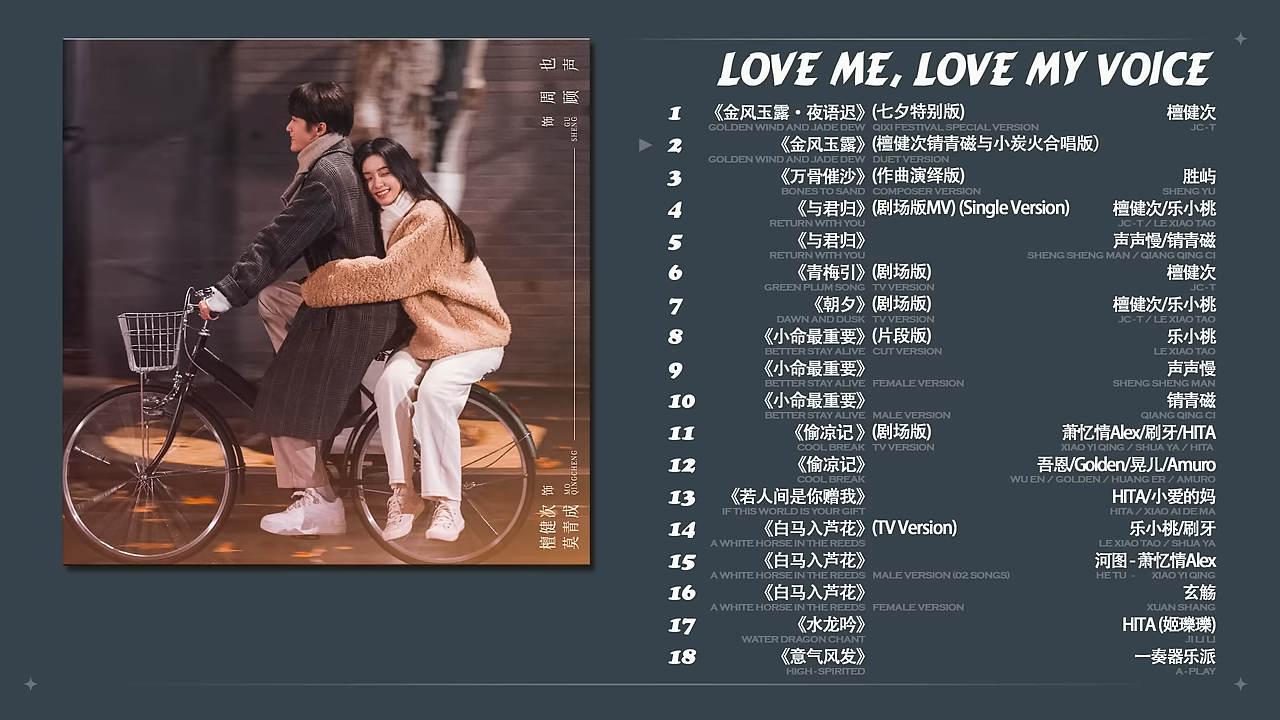 也 周 饰
声 顾 GU SHENG
檀健次 饰 MO QINGCHENG
莫青成
LOVE ME, LOVE MY VOICE
1 《金风玉露·夜语迟》 (七夕特别版) 檀健次
GOLDEN WIND AND JADE DEW QIXI FESTIVAL SPECIAL VERSION JC-T
2 《金风玉露》 (檀健次锖青磁与小炭火合唱版)
GOLDEN WIND AND JADE DEW DUET VERSION
3 《万骨催沙》 (作曲演绎版) 胜屿
BONES TO SAND COMPOSER VERSION SHENG YU
4 《与君归》 (剧场版MV) (Single Version) 檀健次/乐小桃
RETURN WITH YOU JC-T / LE XIAO TAO
5 《与君归》 声声慢/锖青磁
RETURN WITH YOU SHENG SHENG MAN / QIANG QING CI
6 《青梅引》 (剧场版) 檀健次
GREEN PLUM SONG TV VERSION JC-T
7 《朝夕》 (剧场版) 檀健次/乐小桃
DAWN AND DUSK TV VERSION JC-T / LE XIAO TAO
8 《小命最重要》 (片段版) 乐小桃
BETTER STAY ALIVE CUT VERSION LE XIAO TAO
9 《小命最重要》 声声慢
BETTER STAY ALIVE FEMALE VERSION SHENG SHENG MAN
10 《小命最重要》 锖青磁
BETTER STAY ALIVE MALE VERSION QIANG QING CI
11 《偷凉记 》 (剧场版) 萧忆情Alex/刷牙/HITA
COOL BREAK TV VERSION XIAO YI QING / SHUA YA / HITA
12 《偷凉记》 吾恩/Golden/晃儿/Amuro
COOL BREAK WU EN / GOLDEN / HUANG ER / AMURO
13 《若人间是你赠我》 HITA/小爱的妈
IF THIS WORLD IS YOUR GIFT HITA / XIAO AI DE MA
14 《白马入芦花》 (TV Version) 乐小桃/刷牙
A WHITE HORSE IN THE REEDS LE XIAO TAO / SHUA YA
15 《白马入芦花》 河图 - 萧忆情Alex
A WHITE HORSE IN THE REEDS MALE VERSION (02 SONGS) HE TU - XIAO YI QING
16 《白马入芦花》 玄觞
A WHITE HORSE IN THE REEDS FEMALE VERSION XUAN SHANG
17 《水龙吟》 HITA (姬瓅瓅)
WATER DRAGON CHANT JI LI LI
18 《意气风发》 一奏器乐派
HIGH-SPIRITED A-PLAY